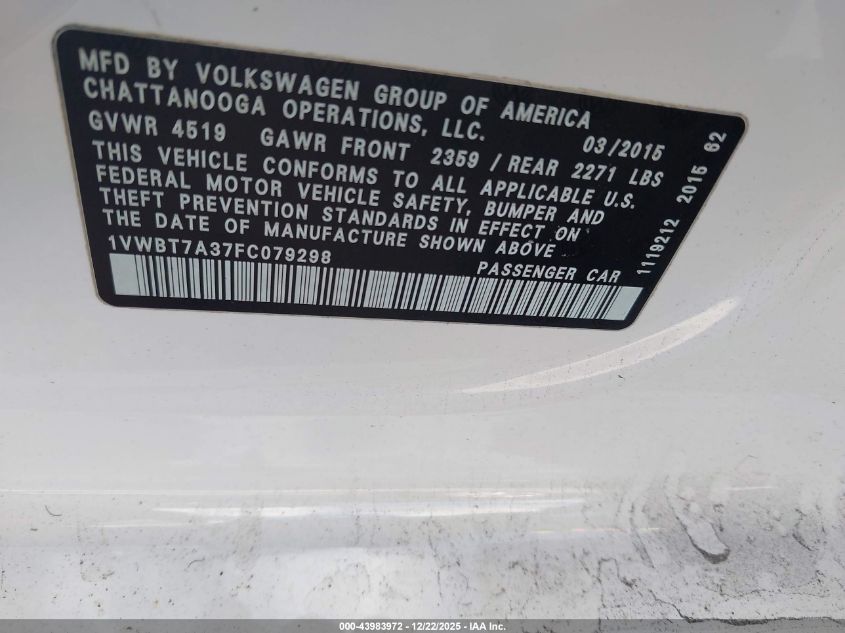 MFD BY VOLKSWAGEN GROUP OF AMERICA
CHATTANOOGA OPERATIONS, LLC.
03/2015
GVWR 4519 GAWR FRONT 2359 / REAR 2271 LBS
THIS VEHICLE CONFORMS TO ALL APPLICABLE U.S.
FEDERAL MOTOR VEHICLE SAFETY, BUMPER AND
THEFT PREVENTION STANDARDS IN EFFECT ON
THE DATE OF MANUFACTURE SHOWN ABOVE
1VWBT7A37FC079298
PASSENGER CAR
1119212 2015 62
000-43983972 - 12/22/2025 - IAA Inc.